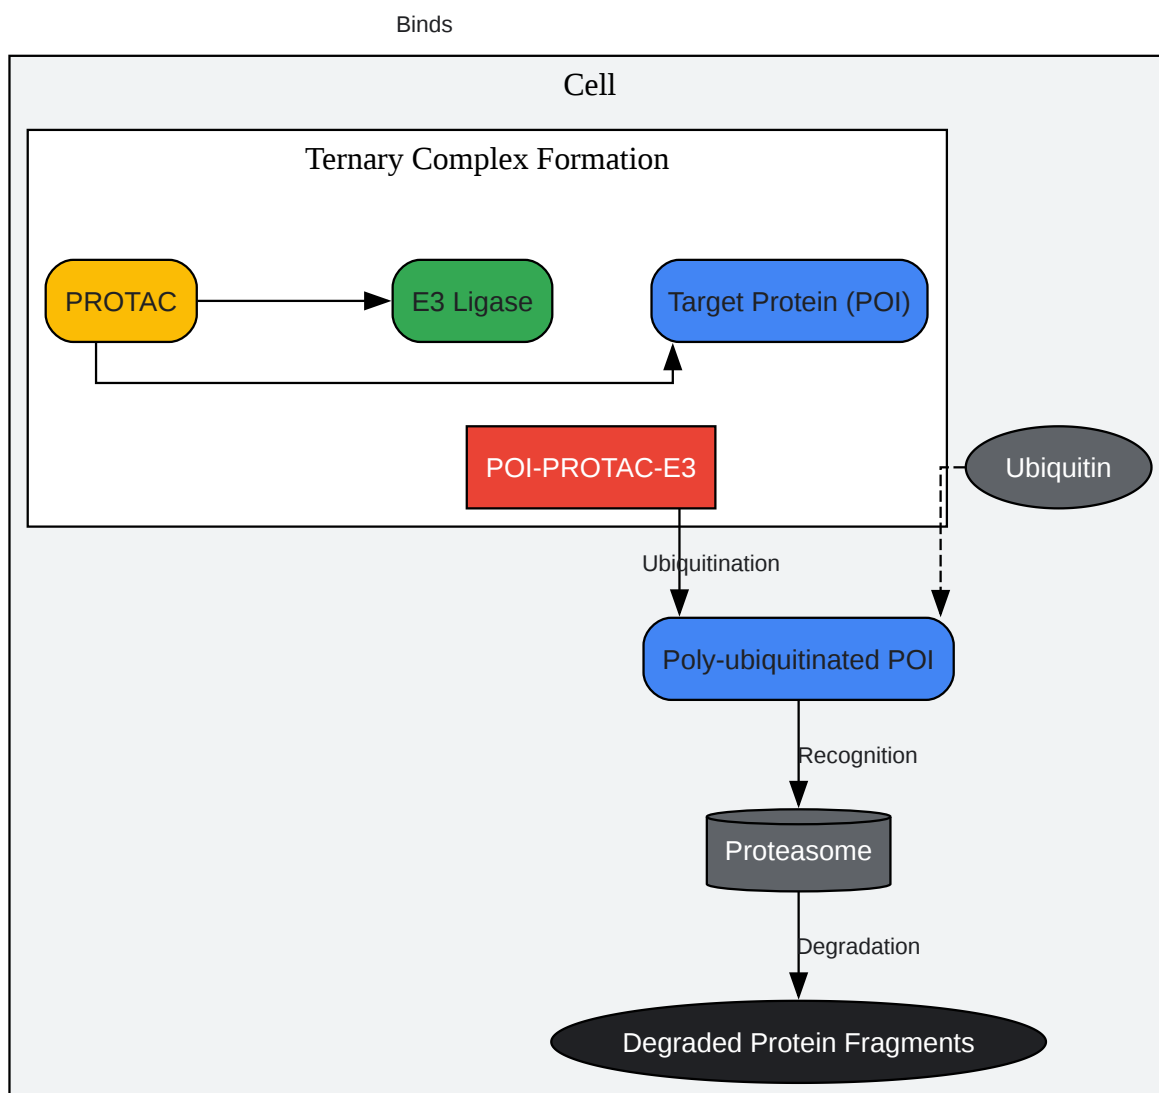 Binds
Cell
Ternary Complex Formation
PROTAC
E3 Ligase
Target Protein (POI)
POI-PROTAC-E3
Ubiquitin
Ubiquitination
Poly-ubiquitinated POI
Recognition
Proteasome
Degradation
Degraded Protein Fragments